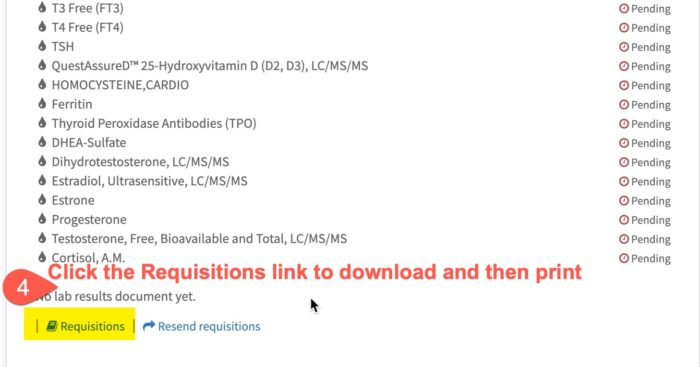 T3 Free (FT3) Pending
T4 Free (FT4) Pending
TSH Pending
QuestAssureD™ 25-Hydroxyvitamin D (D2, D3), LC/MS/MS Pending
HOMOCYSTEINE,CARDIO Pending
Ferritin Pending
Thyroid Peroxidase Antibodies (TPO) Pending
DHEA-Sulfate Pending
Dihydrotestosterone, LC/MS/MS Pending
Estradiol, Ultrasensitive, LC/MS/MS Pending
Estrone Pending
Progesterone Pending
Testosterone, Free, Bioavailable and Total, LC/MS/MS Pending
Cortisol, A.M. Pending
Click the Requisitions link to download and then print
4
No lab results document yet.
| Requisitions | Resend requisitions